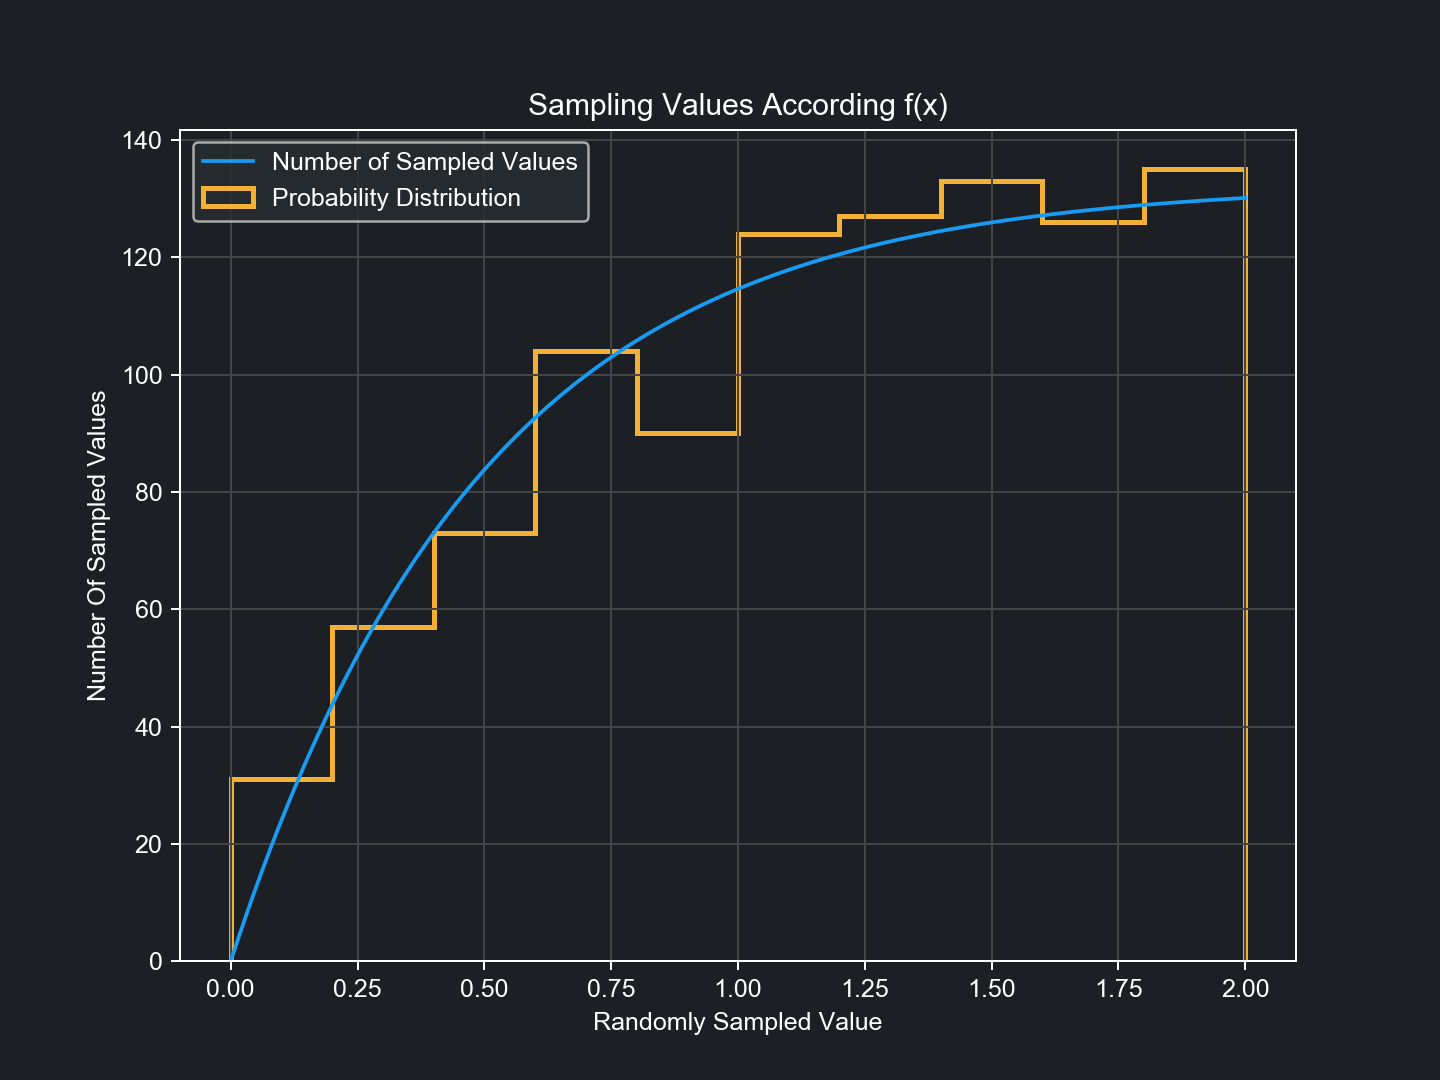 Sampling Values According f(x)
Number of Sampled Values
Probability Distribution
140
120
100
80
60
40
20
0
Number Of Sampled Values
0.00 0.25 0.50 0.75 1.00 1.25 1.50 1.75 2.00
Randomly Sampled Value